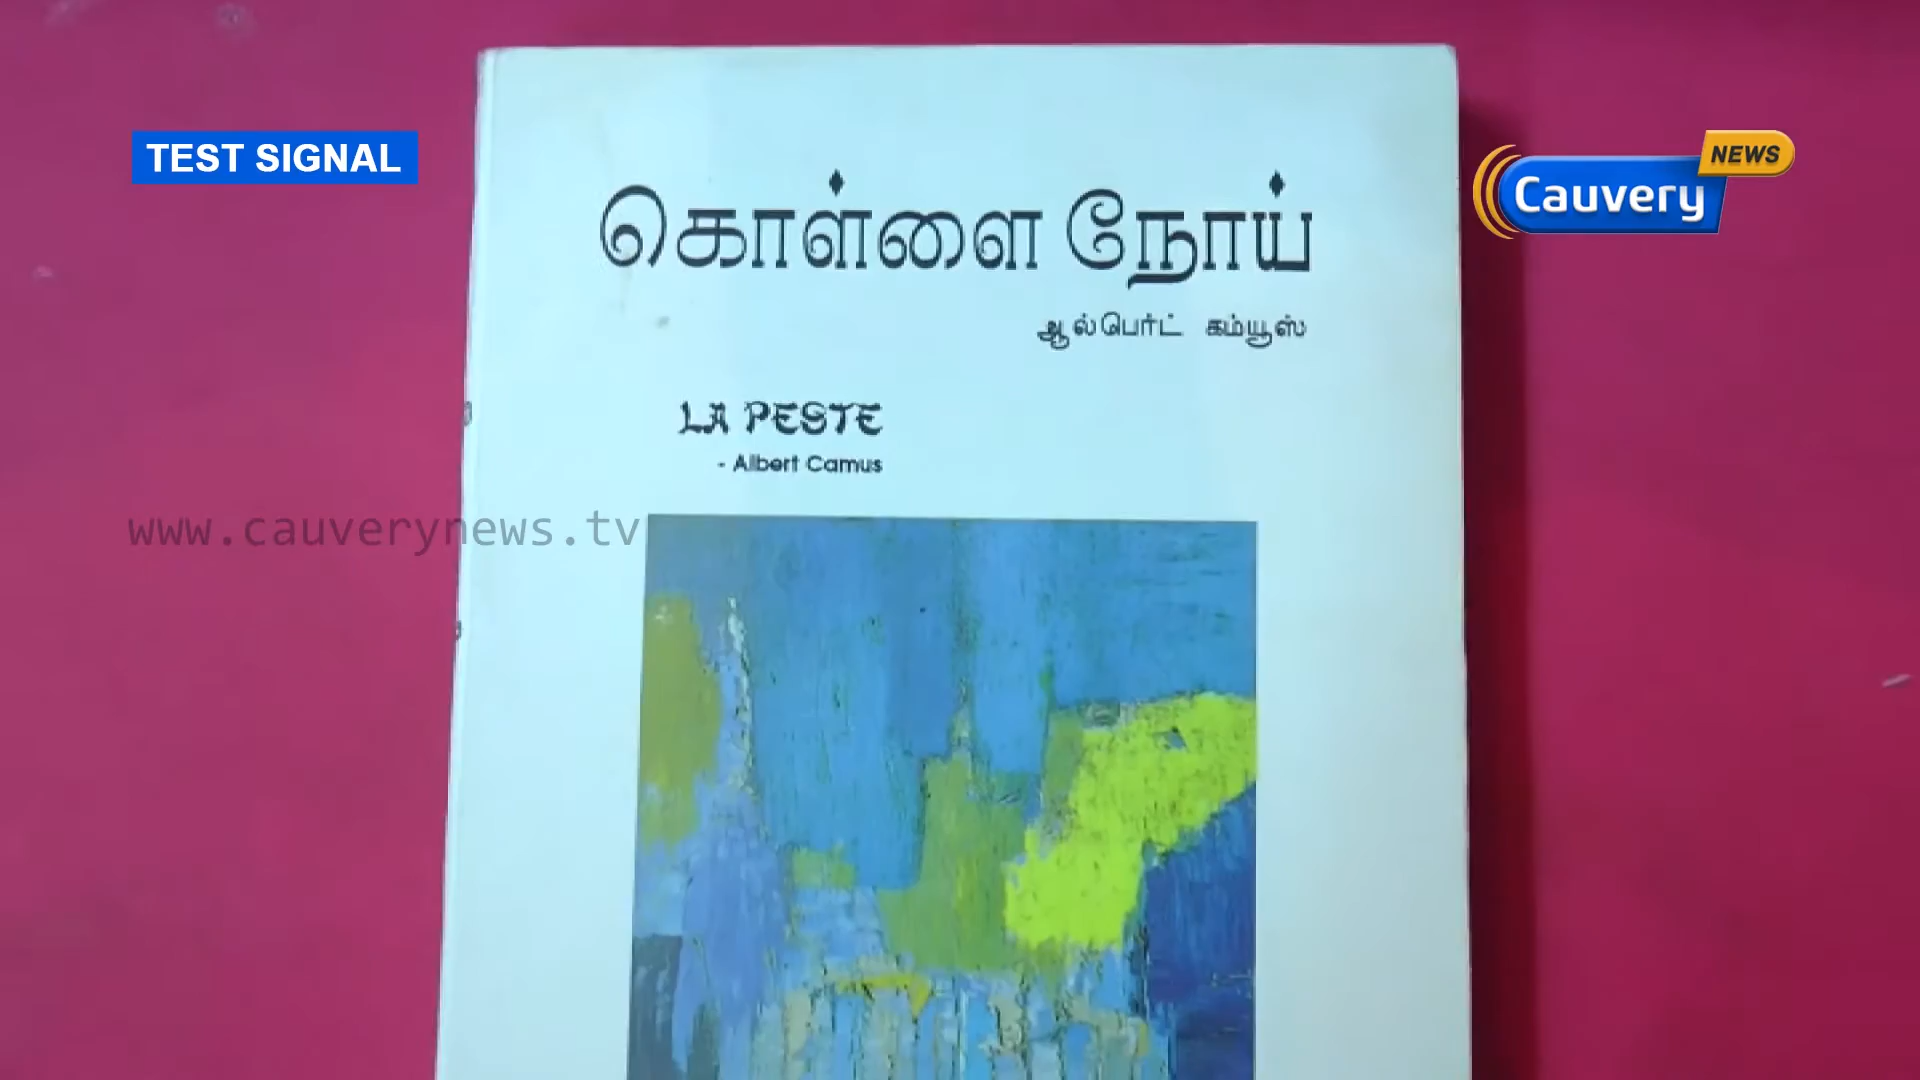 TEST SIGNAL
NEWS
Cauvery
கொள்ளை நோய்
ஆல்பெர்ட் கம்யூஸ்
LA PESTE
- Albert Camus
www.cauverynews.tv